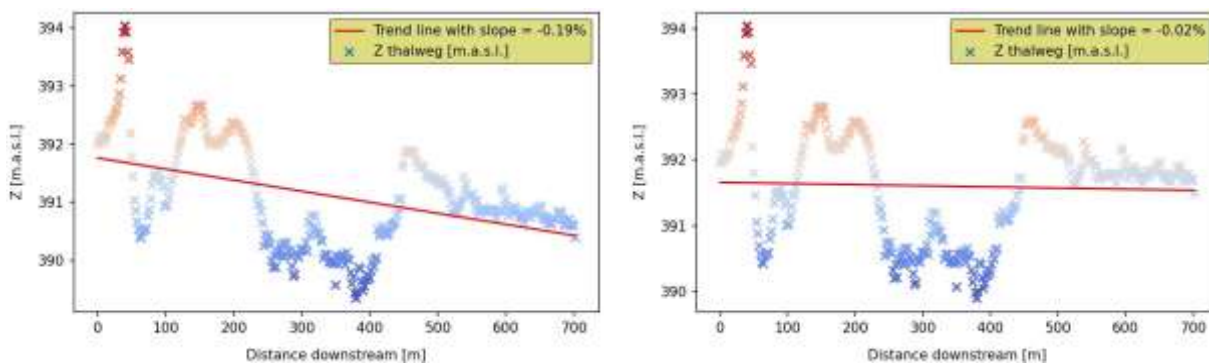 Z [m.a.s.l.]
394
393
392
391
390
Trend line with slope = -0.19%
Z thalweg [m.a.s.l.]
0 100 200 300 400 500 600 700
Distance downstream [m]
Z [m.a.s.l.]
394
393
392
391
390
Trend line with slope = -0.02%
Z thalweg [m.a.s.l.]
0 100 200 300 400 500 600 700
Distance downstream [m]